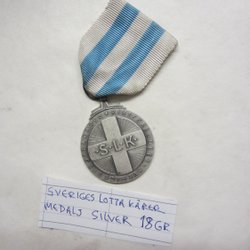 S·L·K
SVERIGES LOTTA KÅRER
MEDALJ SILVER 18GR